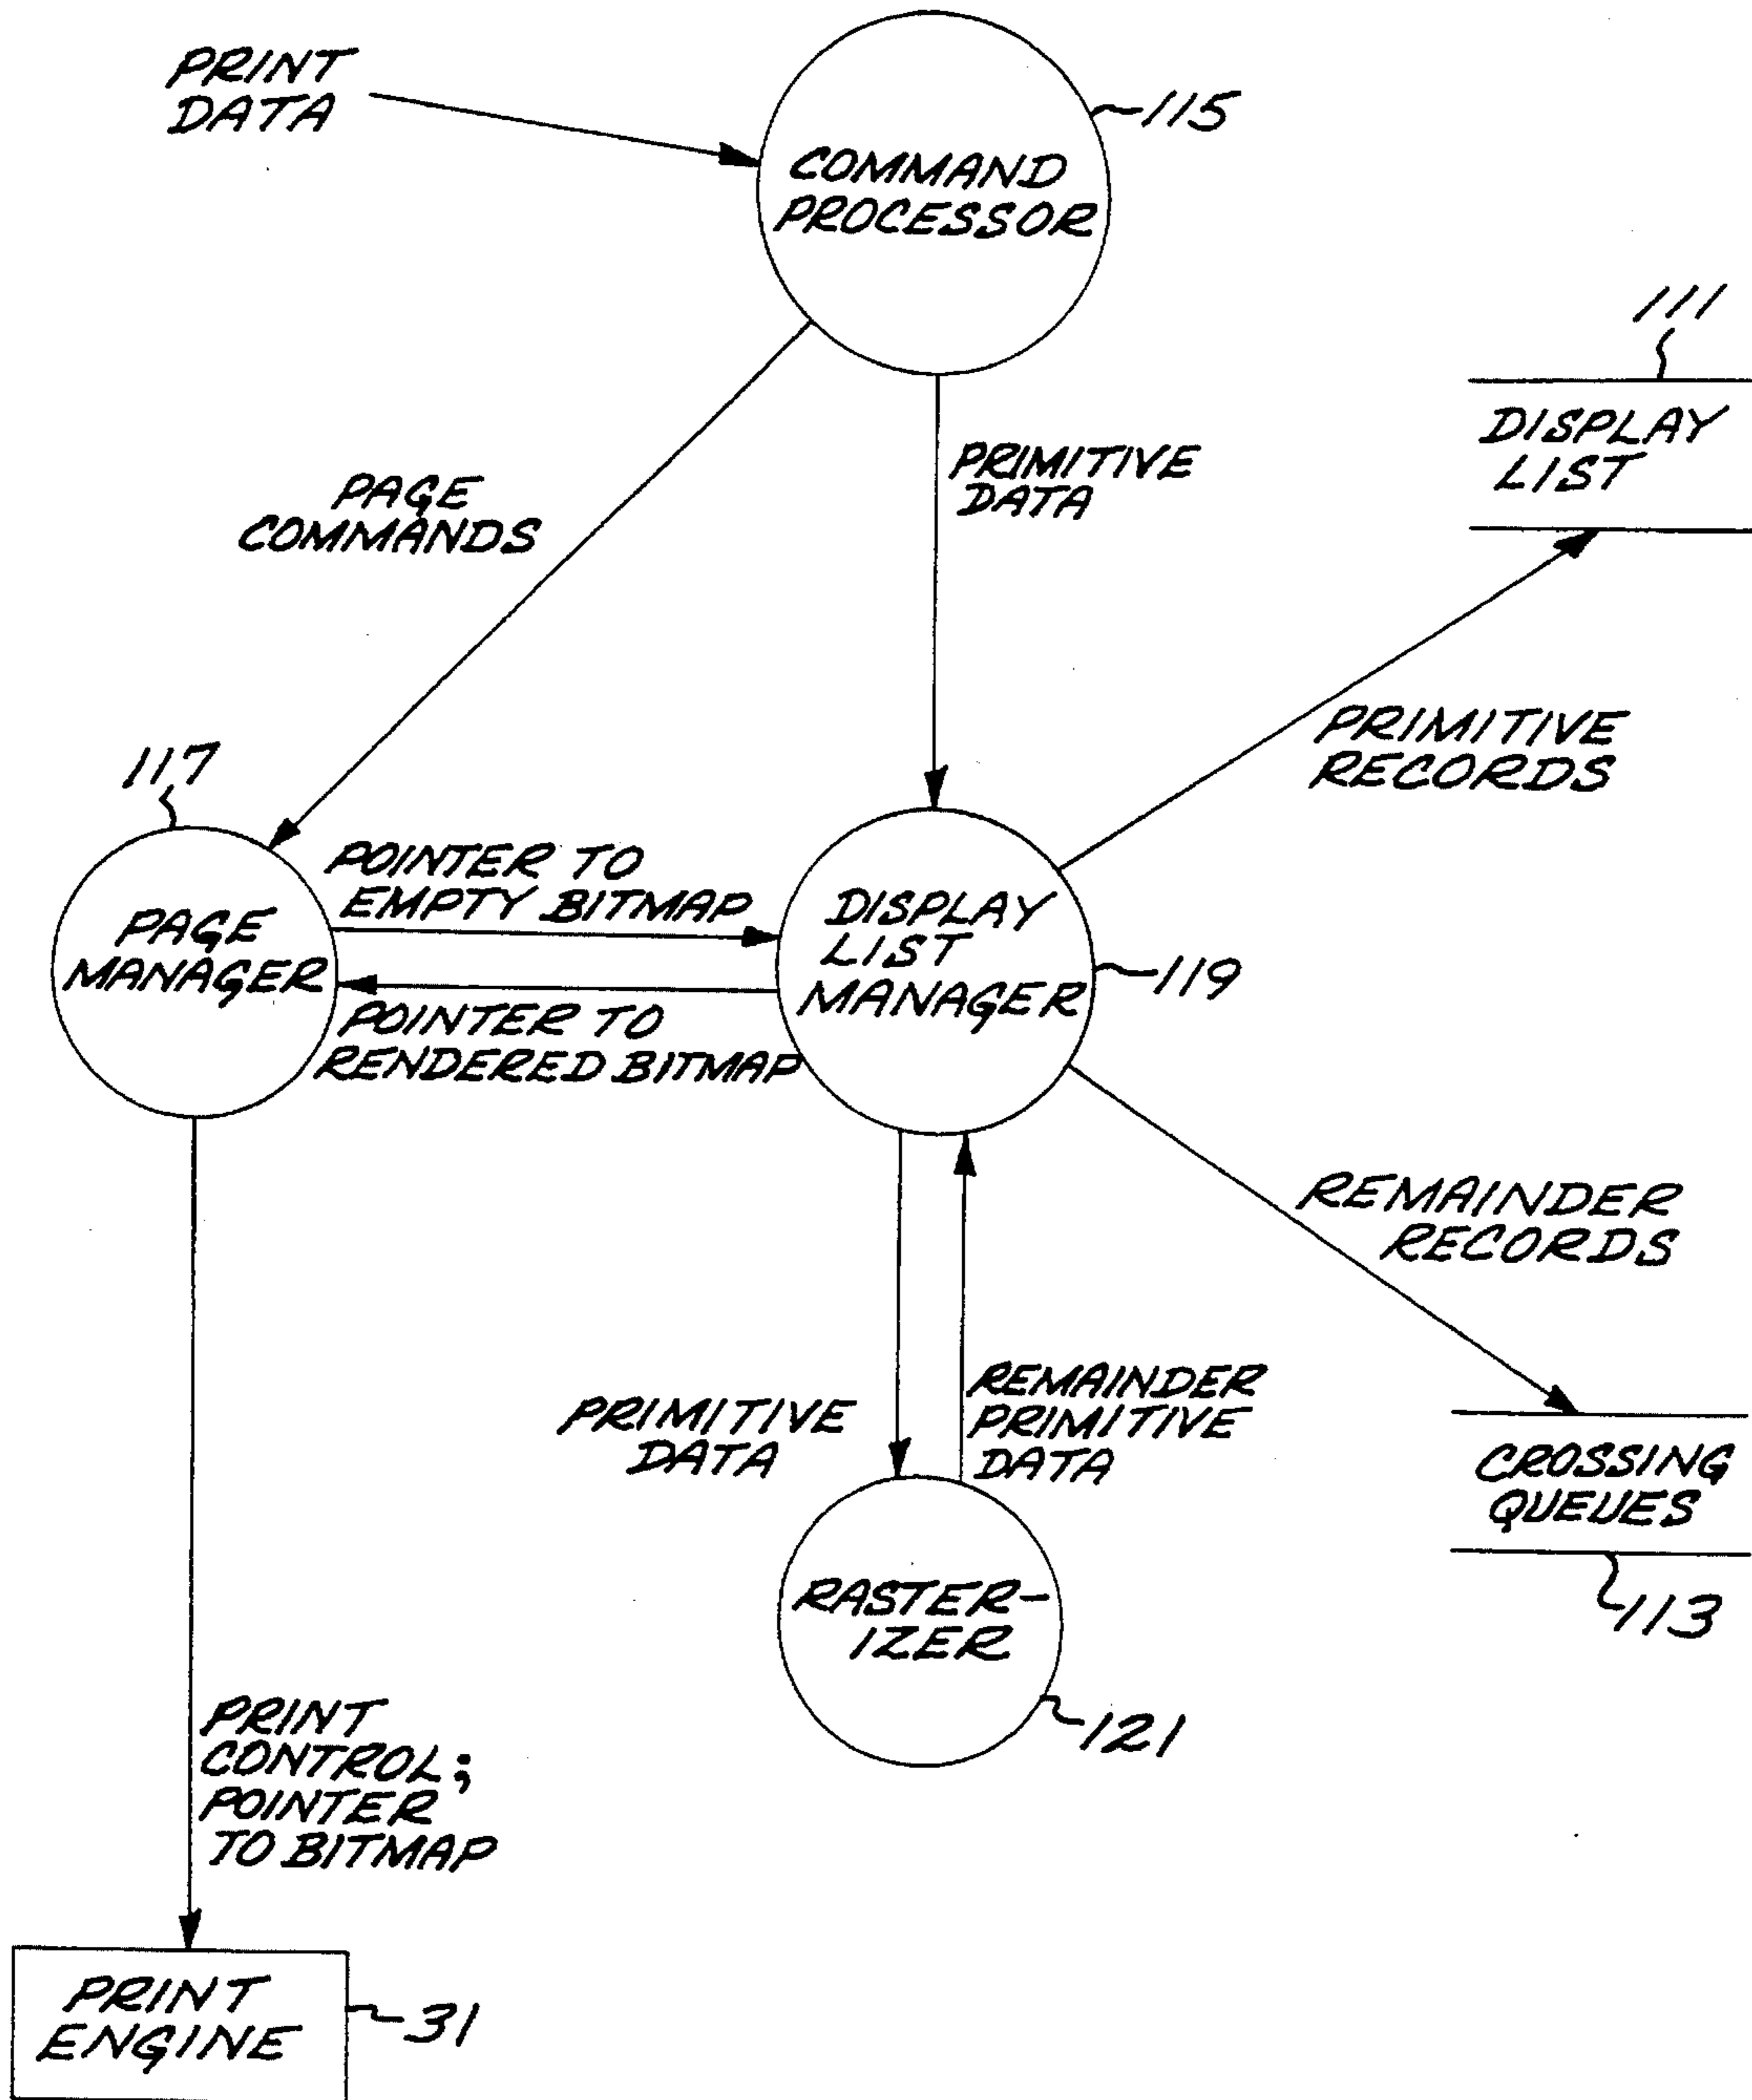 PRINT
DATA
115
COMMAND
PROCESSOR
111
DISPLAY
LIST
PAGE
COMMANDS
PRIMITIVE
DATA
PRIMITIVE
RECORDS
117
POINTER TO
EMPTY BITMAP
PAGE
MANAGER
DISPLAY
LIST
MANAGER
119
POINTER TO
RENDERED BITMAP
REMAINDER
RECORDS
PRIMITIVE
DATA
REMAINDER
PRIMITIVE
DATA
CROSSING
QUEUES
113
RASTER-
IZER
121
PRINT
CONTROL;
POINTER
TO BITMAP
PRINT
ENGINE
31